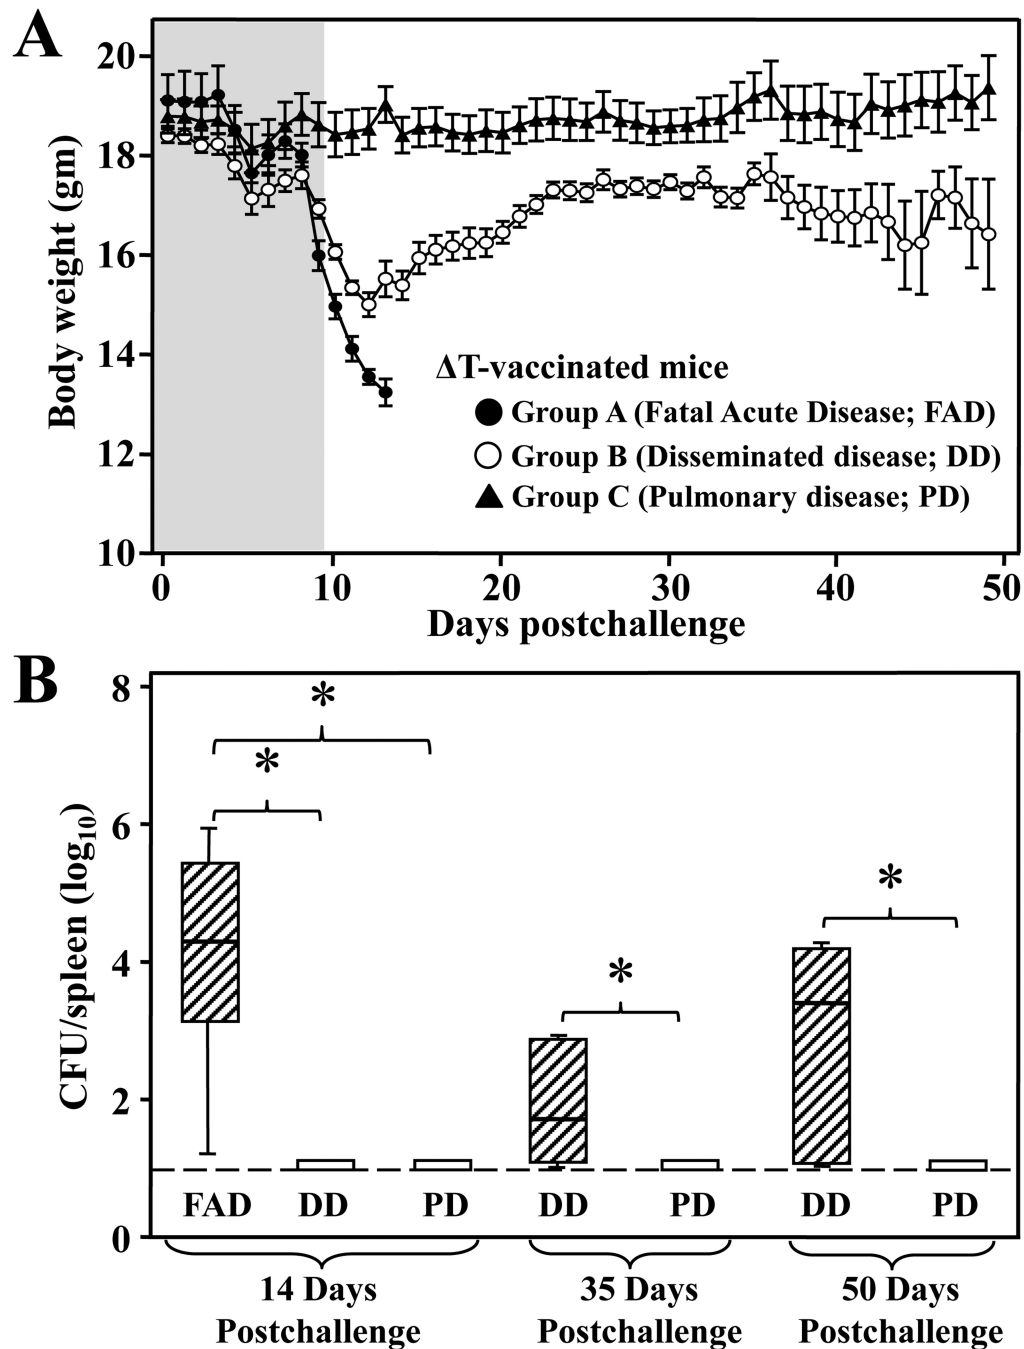 A
20
18
16
14
12
10
Body weight (gm)
ΔT-vaccinated mice
Group A (Fatal Acute Disease; FAD)
Group B (Disseminated disease; DD)
Group C (Pulmonary disease; PD)
0 10 20 30 40 50
Days postchallenge
B
8
6
4
2
0
CFU/spleen (log10)
*
*
*
*
FAD DD PD DD PD DD PD
14 Days
Postchallenge
35 Days
Postchallenge
50 Days
Postchallenge